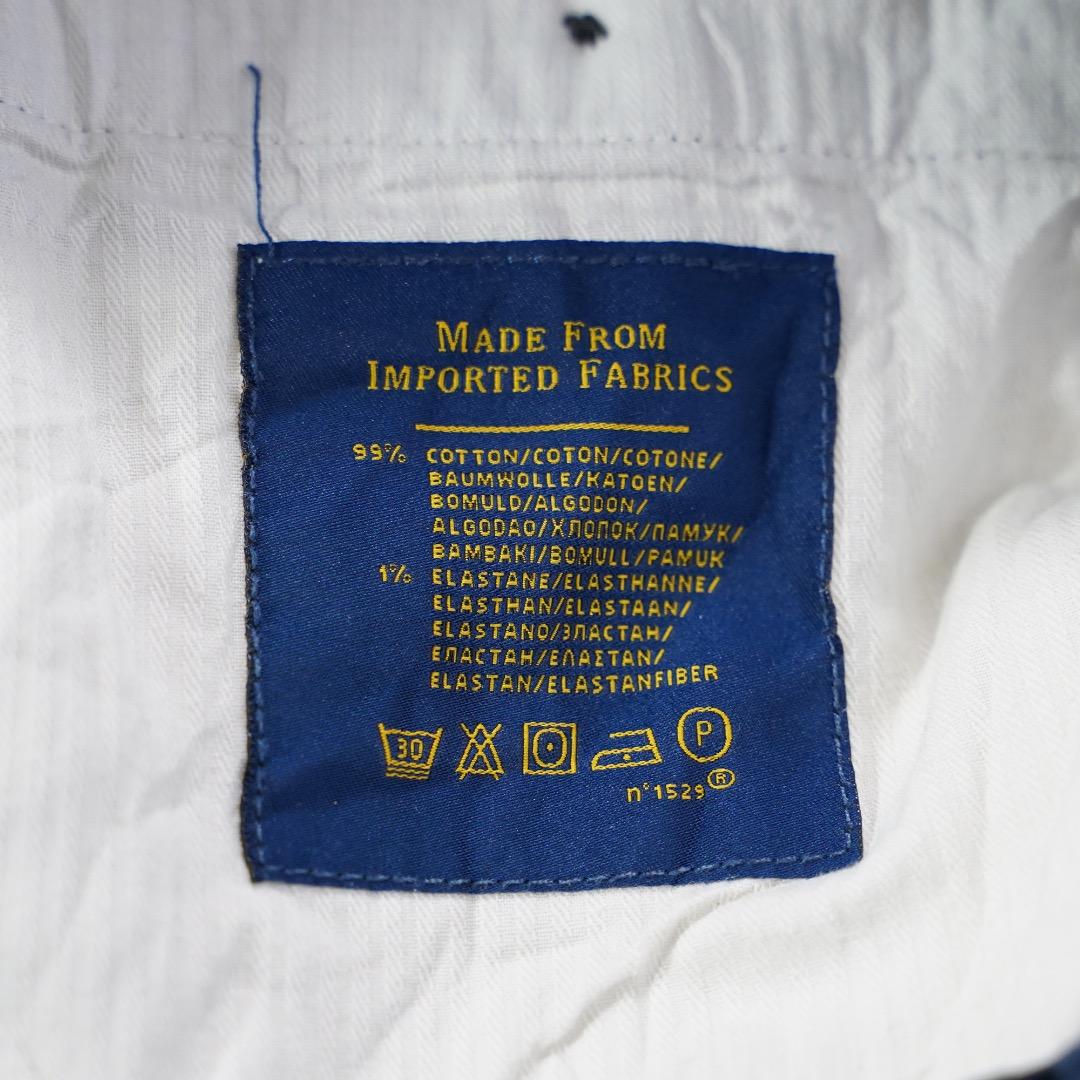 MADE FROM
IMPORTED FABRICS
99% COTTON/COTON/COTONE/
BAUMWOLLE/KATOEN/
BOMULD/ALGODON/
ALGODAO/ХЛОПОК/ПАМУК/
BAMBAKI/BOMULL/PAMUK
1% ELASTANE/ELASTHANNE/
ELASTHAN/ELASTAAN/
ELASTANO/ЭЛАСТАН/
ЕЛАСТАН/ΕΛΑΣΤΑΝ/
ELASTAN/ELASTANFIBER
30 P
n°1529®